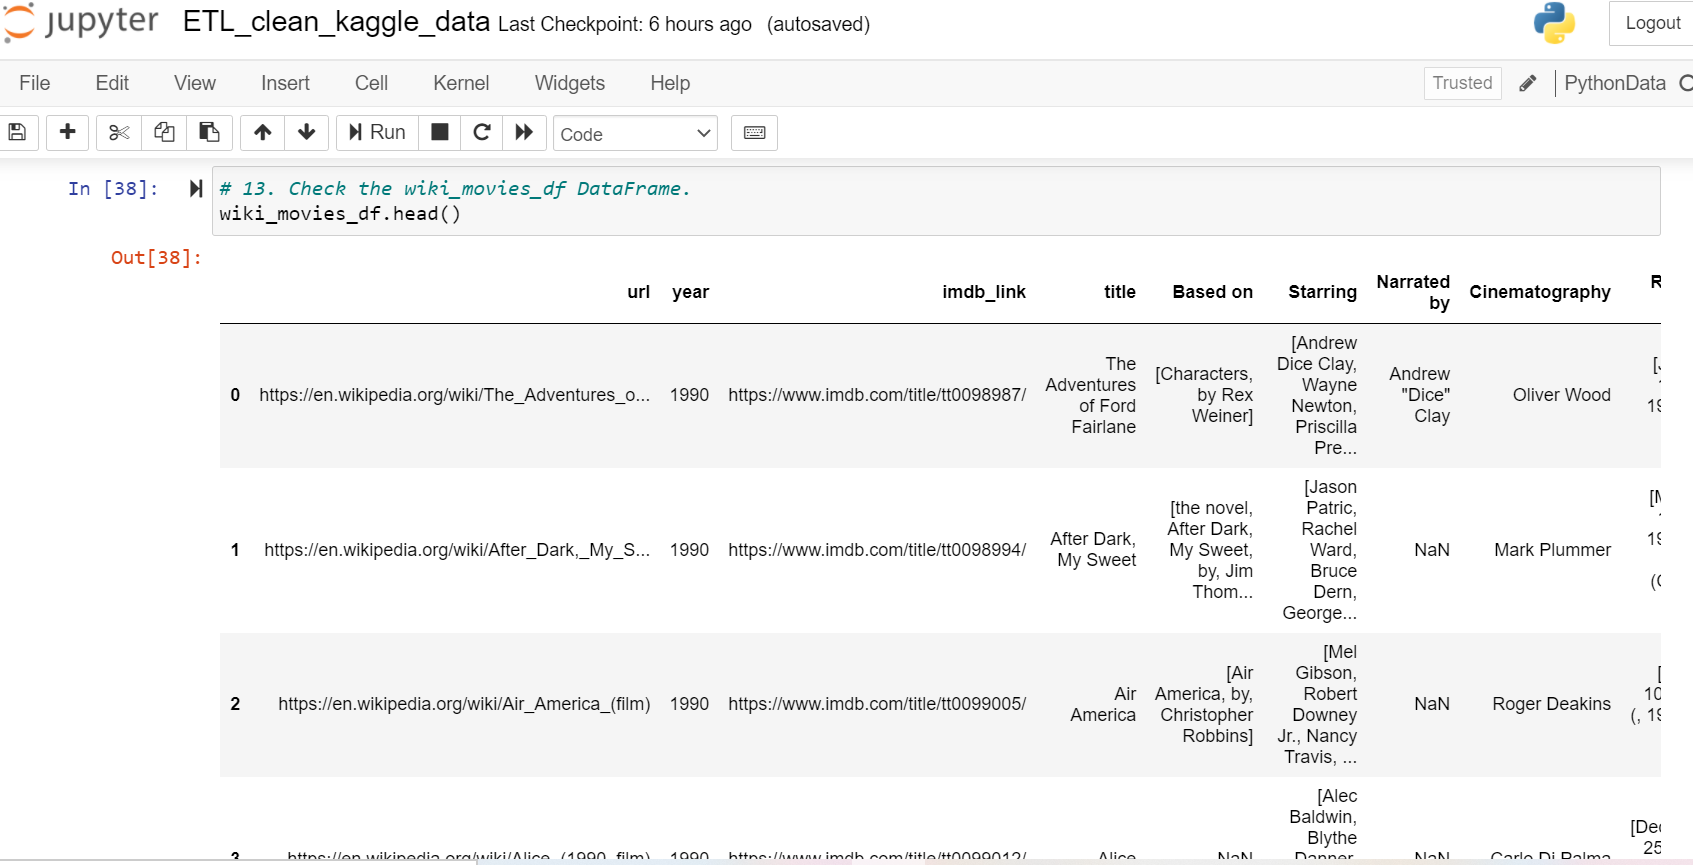 jupyter ETL_clean_kaggle_data Last Checkpoint: 6 hours ago (autosaved)
Logout
File Edit View Insert Cell Kernel Widgets Help
Trusted PythonData
Run Code
In [38]:
# 13. Check the wiki_movies_df DataFrame.
wiki_movies_df.head()
Out[38]:
url year imdb_link title Based on Starring Narrated by Cinematography R
0 https://en.wikipedia.org/wiki/The_Adventures_o... 1990 https://www.imdb.com/title/tt0098987/ The Adventures of Ford Fairlane [Characters, by Rex Weiner] [Andrew Dice Clay, Wayne Newton, Priscilla Pre... Andrew "Dice" Clay Oliver Wood
1 https://en.wikipedia.org/wiki/After_Dark,_My_S... 1990 https://www.imdb.com/title/tt0098994/ After Dark, My Sweet [the novel, After Dark, My Sweet, by, Jim Thom... [Jason Patric, Rachel Ward, Bruce Dern, George... NaN Mark Plummer
2 https://en.wikipedia.org/wiki/Air_America_(film) 1990 https://www.imdb.com/title/tt0099005/ Air America [Air America, by, Christopher Robbins] [Mel Gibson, Robert Downey Jr., Nancy Travis, ... NaN Roger Deakins 10 (, 19
3 https://en.wikipedia.org/wiki/Alice_(1990_film) 1990 https://www.imdb.com/title/tt0099012/ Alice NaN [Alec Baldwin, Blythe Danner, NaN Carlo Di Palma [Dec 25